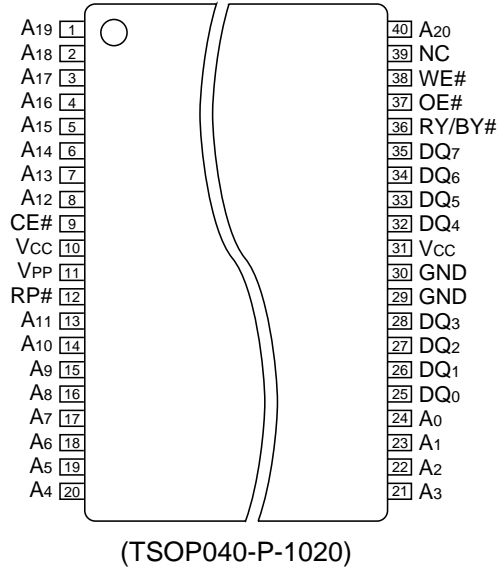 A19 1 40 A20
A18 2 39 NC
A17 3 38 WE#
A16 4 37 OE#
A15 5 36 RY/BY#
A14 6 35 DQ7
A13 7 34 DQ6
A12 8 33 DQ5
CE# 9 32 DQ4
VCC 10 31 VCC
VPP 11 30 GND
RP# 12 29 GND
A11 13 28 DQ3
A10 14 27 DQ2
A9 15 26 DQ1
A8 16 25 DQ0
A7 17 24 A0
A6 18 23 A1
A5 19 22 A2
A4 20 21 A3
(TSOP040-P-1020)